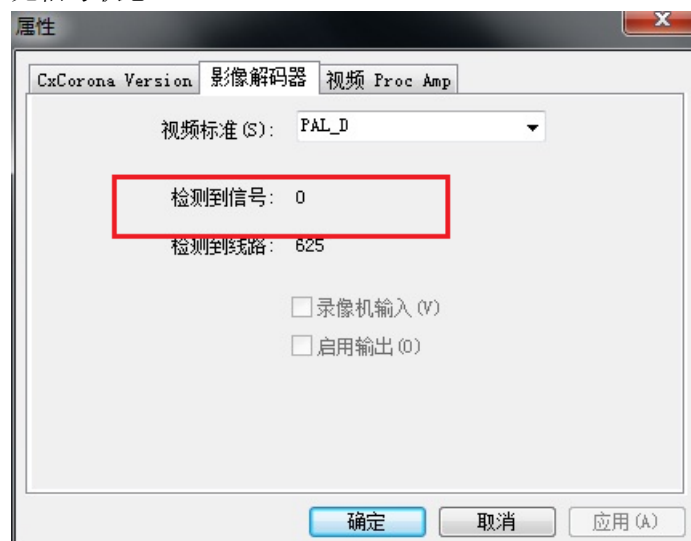 属性
CxCorona Version 影像解码器 视频 Proc Amp
视频标准(S): PAL_D
检测到信号: 0
检测到线路: 625
录像机输入(V)
启用输出(O)
确定 取消 应用(A)